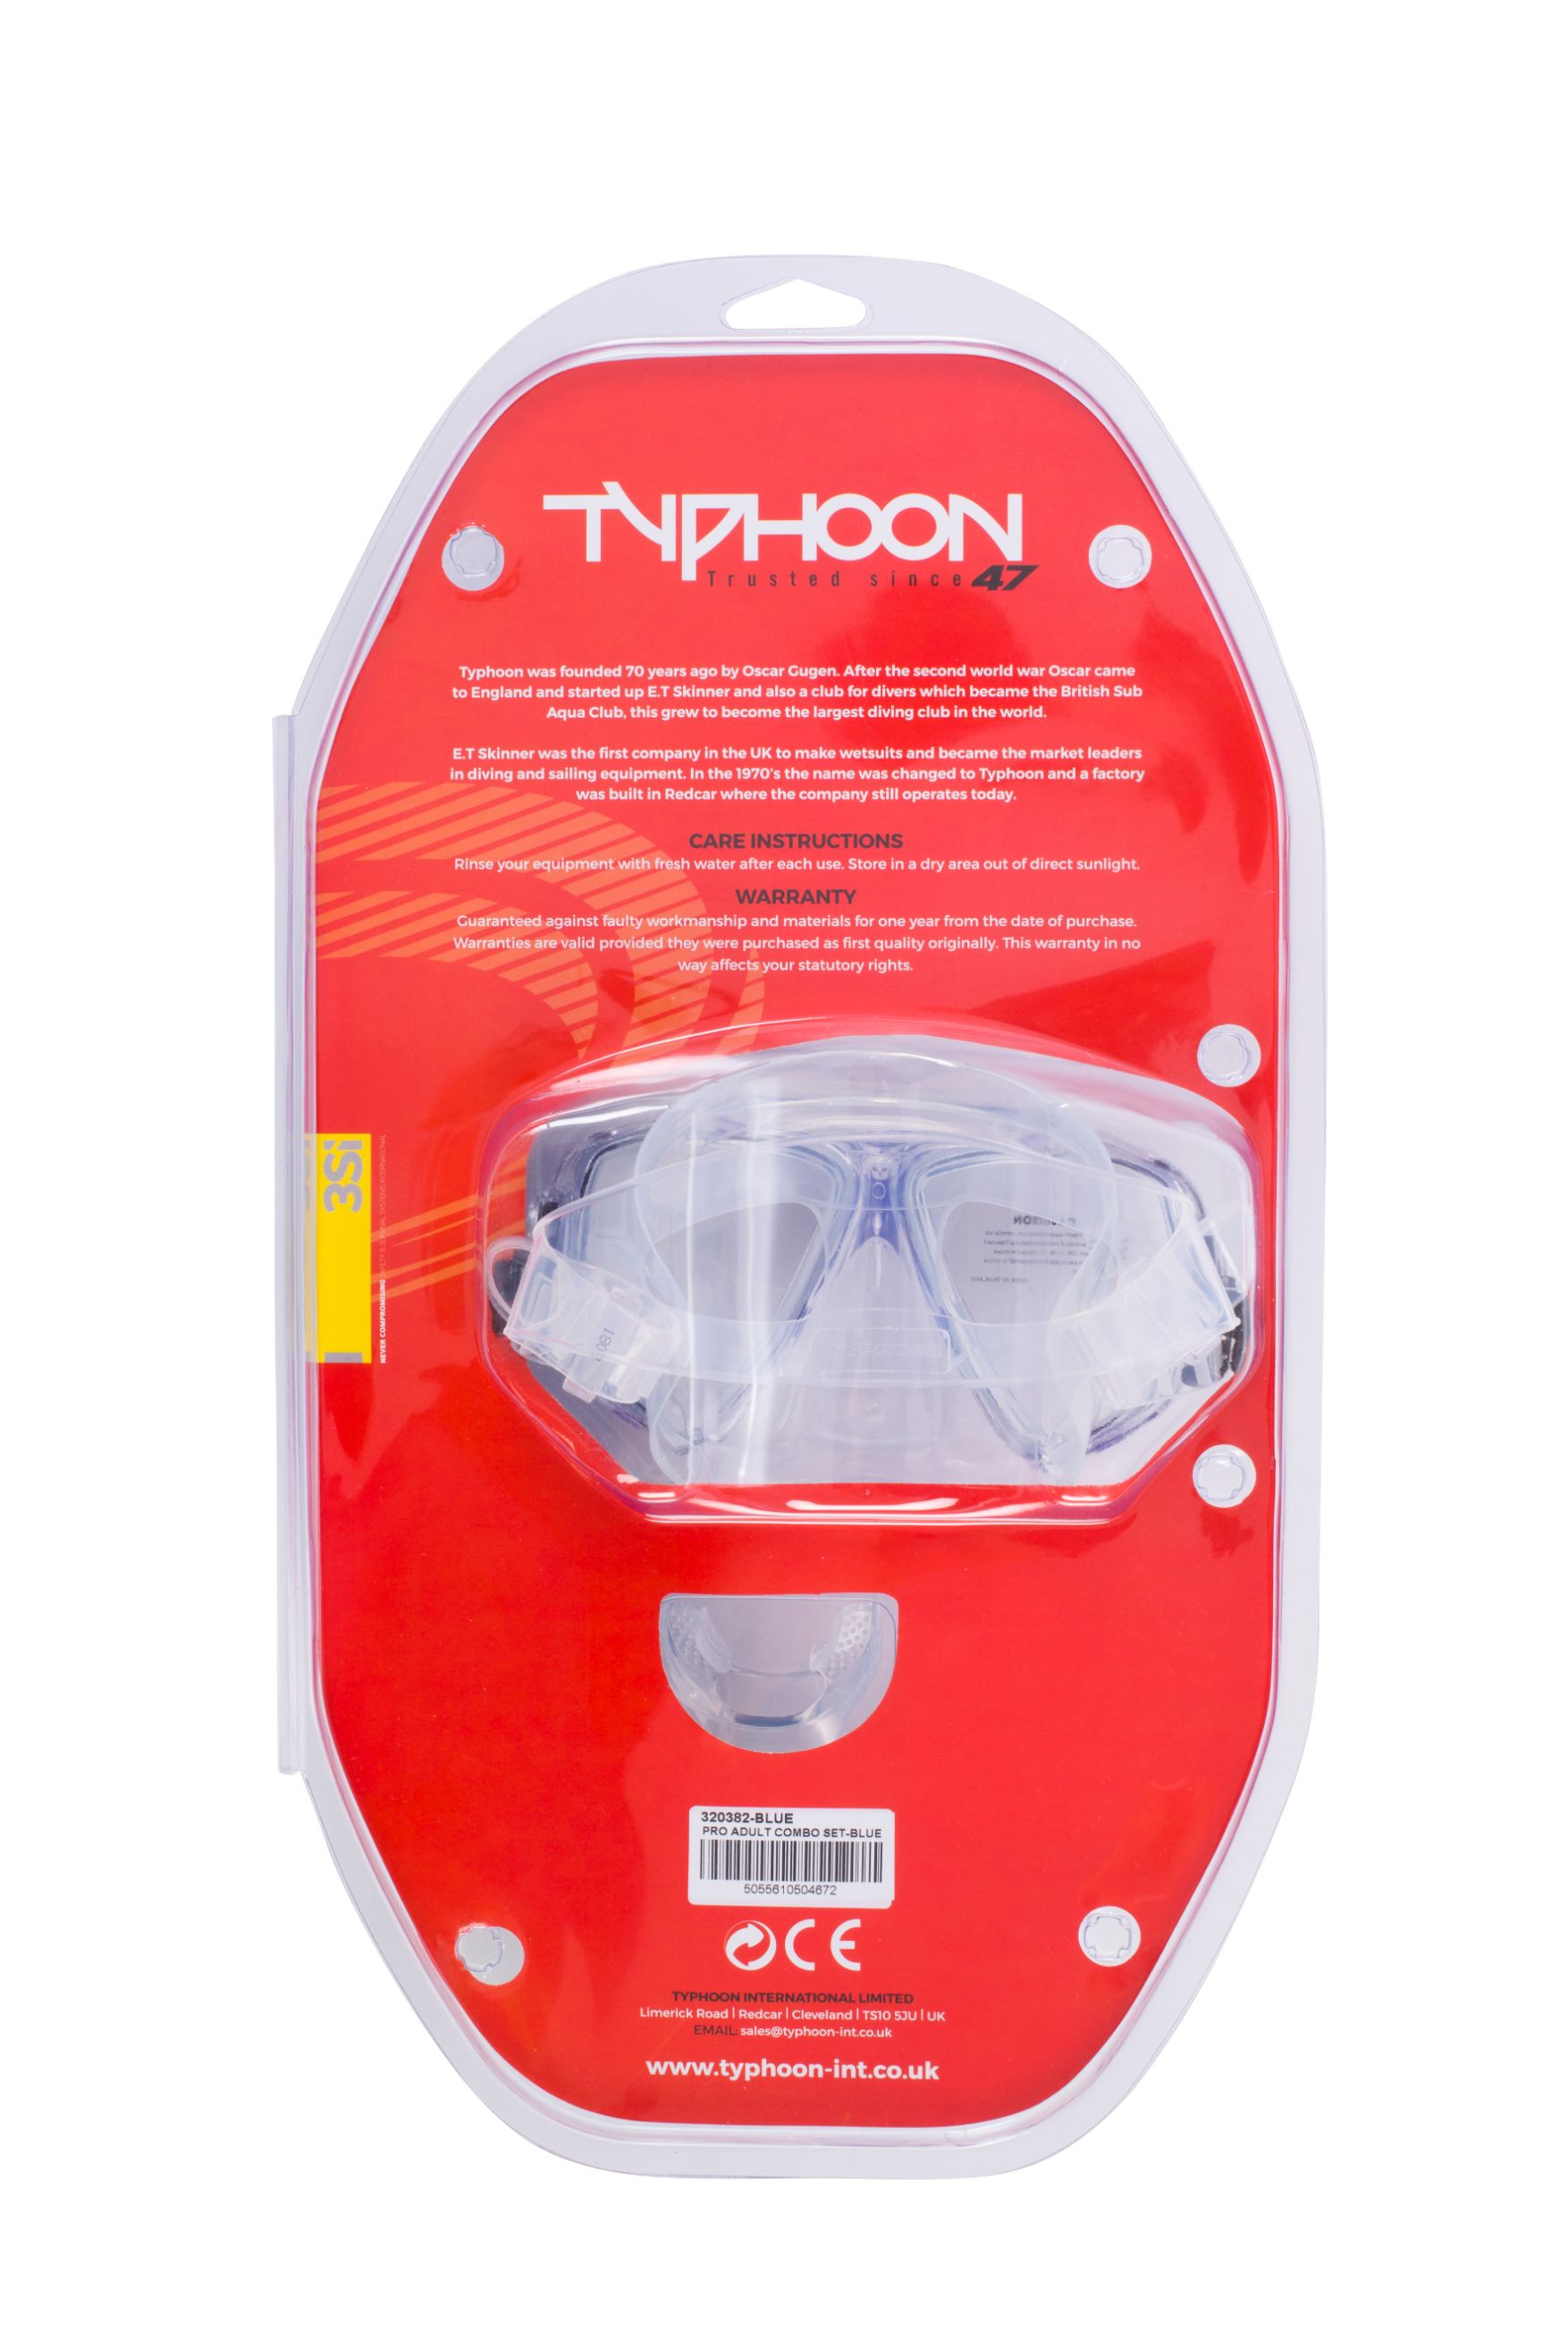 TYPHOON
Trusted since 47
Typhoon was founded 70 years ago by Oscar Gugen. After the second world war Oscar came
to England and started up E.T Skinner and also a club for divers which became the British Sub
Aqua Club, this grew to become the largest diving club in the world.
E.T Skinner was the first company in the UK to make wetsuits and became the market leaders
in diving and sailing equipment. In the 1970's the name was changed to Typhoon and a factory
was built in Redcar where the company still operates today.
CARE INSTRUCTIONS
Rinse your equipment with fresh water after each use. Store in a dry area out of direct sunlight.
WARRANTY
Guaranteed against faulty workmanship and materials for one year from the date of purchase.
Warranties are valid provided they were purchased as first quality originally. This warranty in no
way affects your statutory rights.
3Si
NEVER COMPROMISING
TYPHOON
320382-BLUE
PRO ADULT COMBO SET-BLUE
5055610504672
CE
TYPHOON INTERNATIONAL LIMITED
Limerick Road | Redcar | Cleveland | TS10 5JU | UK
EMAIL: sales@typhoon-int.co.uk
www.typhoon-int.co.uk